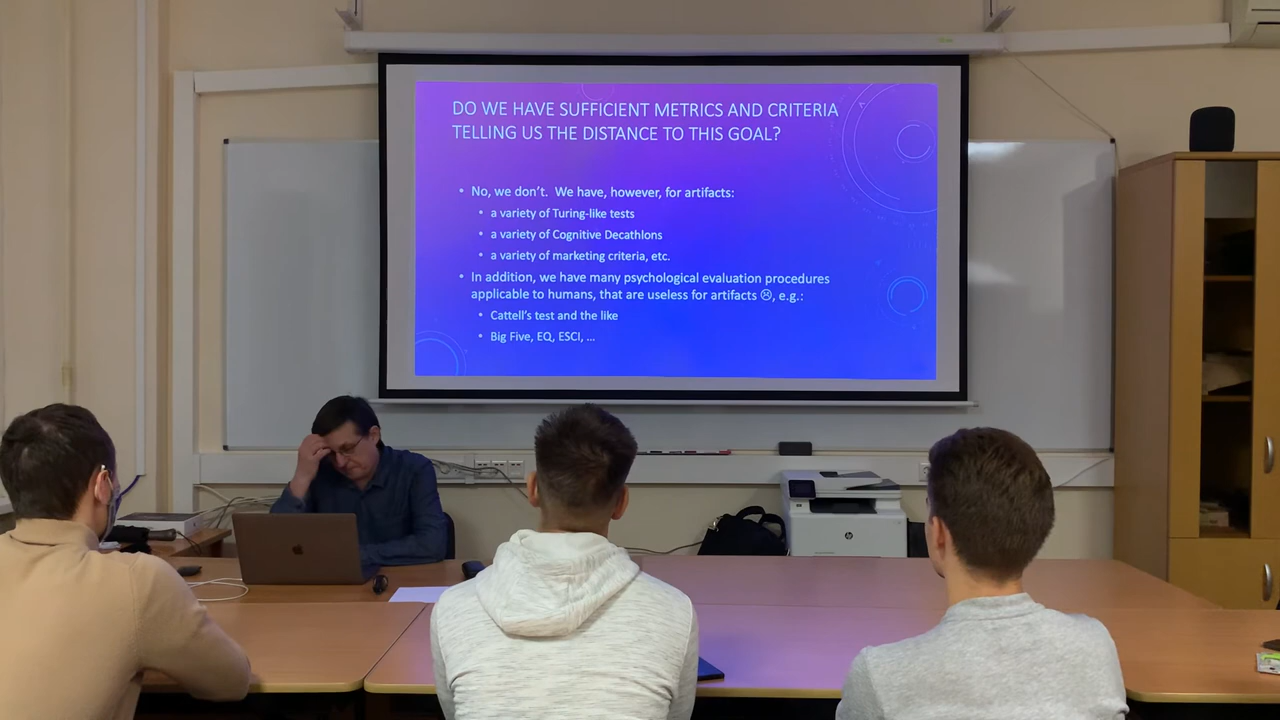 DO WE HAVE SUFFICIENT METRICS AND CRITERIA
TELLING US THE DISTANCE TO THIS GOAL?
• No, we don't. We have, however, for artifacts:
• a variety of Turing-like tests
• a variety of Cognitive Decathlons
• a variety of marketing criteria, etc.
• In addition, we have many psychological evaluation procedures
applicable to humans, that are useless for artifacts ☹, e.g.:
• Cattell's test and the like
• Big Five, EQ, ESCI, ...
hp